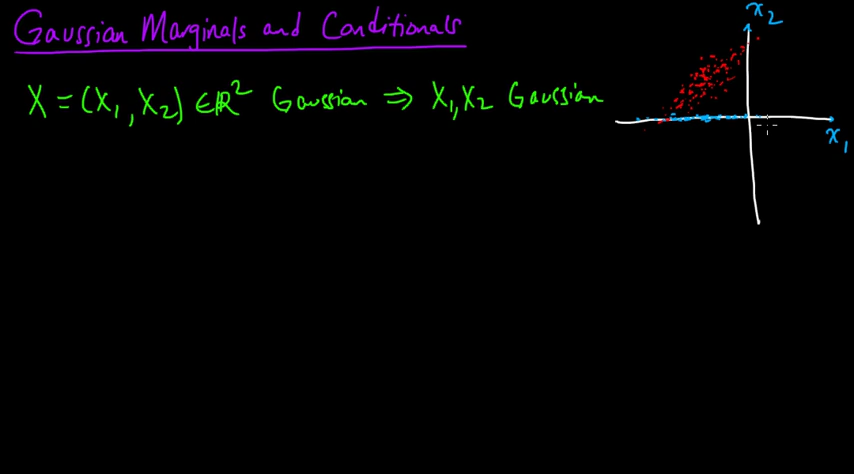 Gaussian Marginals and Conditionals
X = (X₁, X₂) ∈ ℝ² Gaussian ⇒ X₁, X₂ Gaussian
x₂
x₁